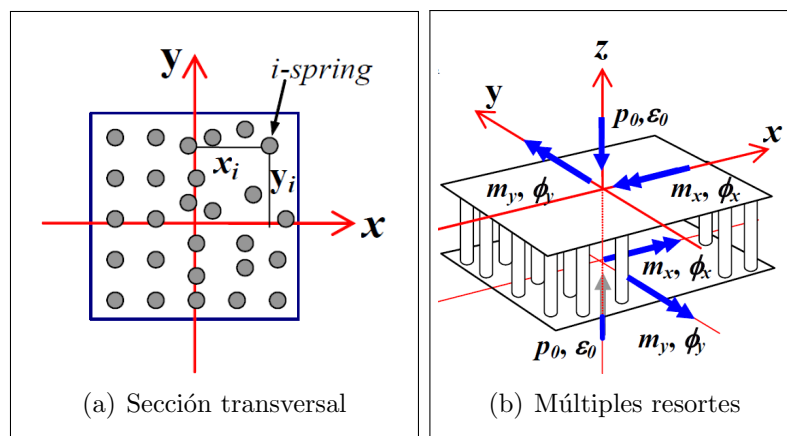 y
i-spring
x_i
y_i
x
(a) Sección transversal
z
y
p_0, ε_0
x
m_y, ϕ_y
m_x, ϕ_x
m_x, ϕ_x
p_0, ε_0
m_y, ϕ_y
(b) Múltiples resortes